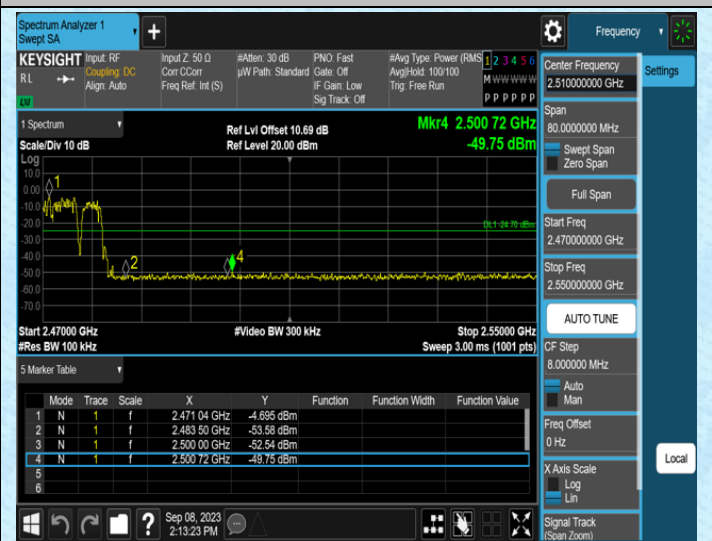 Spectrum Analyzer 1
Swept SA
+
Frequency
KEYSIGHT
RL
LXI
Input: RF
Coupling: DC
Align: Auto
Input Z: 50 Ω
Corr CCorr
Freq Ref: Int (S)
#Atten: 30 dB
µW Path: Standard
PNO: Fast
Gate: Off
IF Gain: Low
Sig Track: Off
#Avg Type: Power (RMS
Avg|Hold: 100/100
Trig: Free Run
1 2 3 4 5 6
M W W W W W
P P P P P P
1 Spectrum
Scale/Div 10 dB
Ref Lvl Offset 10.69 dB
Ref Level 20.00 dBm
Mkr4 2.500 72 GHz
-49.75 dBm
Log
10.0
0.00
-10.0
-20.0
-30.0
-40.0
-50.0
-60.0
-70.0
1
2
4
DL1 -24.70 dBm
Start 2.47000 GHz
#Video BW 300 kHz
Stop 2.55000 GHz
#Res BW 100 kHz
Sweep 3.00 ms (1001 pts)
5 Marker Table
Mode Trace Scale X Y Function Function Width Function Value
1 N 1 f 2.471 04 GHz -4.695 dBm
2 N 1 f 2.483 50 GHz -53.58 dBm
3 N 1 f 2.500 00 GHz -52.54 dBm
4 N 1 f 2.500 72 GHz -49.75 dBm
5
6
Sep 08, 2023
2:13:23 PM
?
Center Frequency
2.510000000 GHz
Span
80.0000000 MHz
Swept Span
Zero Span
Full Span
Start Freq
2.470000000 GHz
Stop Freq
2.550000000 GHz
AUTO TUNE
CF Step
8.000000 MHz
Auto
Man
Freq Offset
0 Hz
X Axis Scale
Log
Lin
Signal Track
(Span Zoom)
Settings
Local